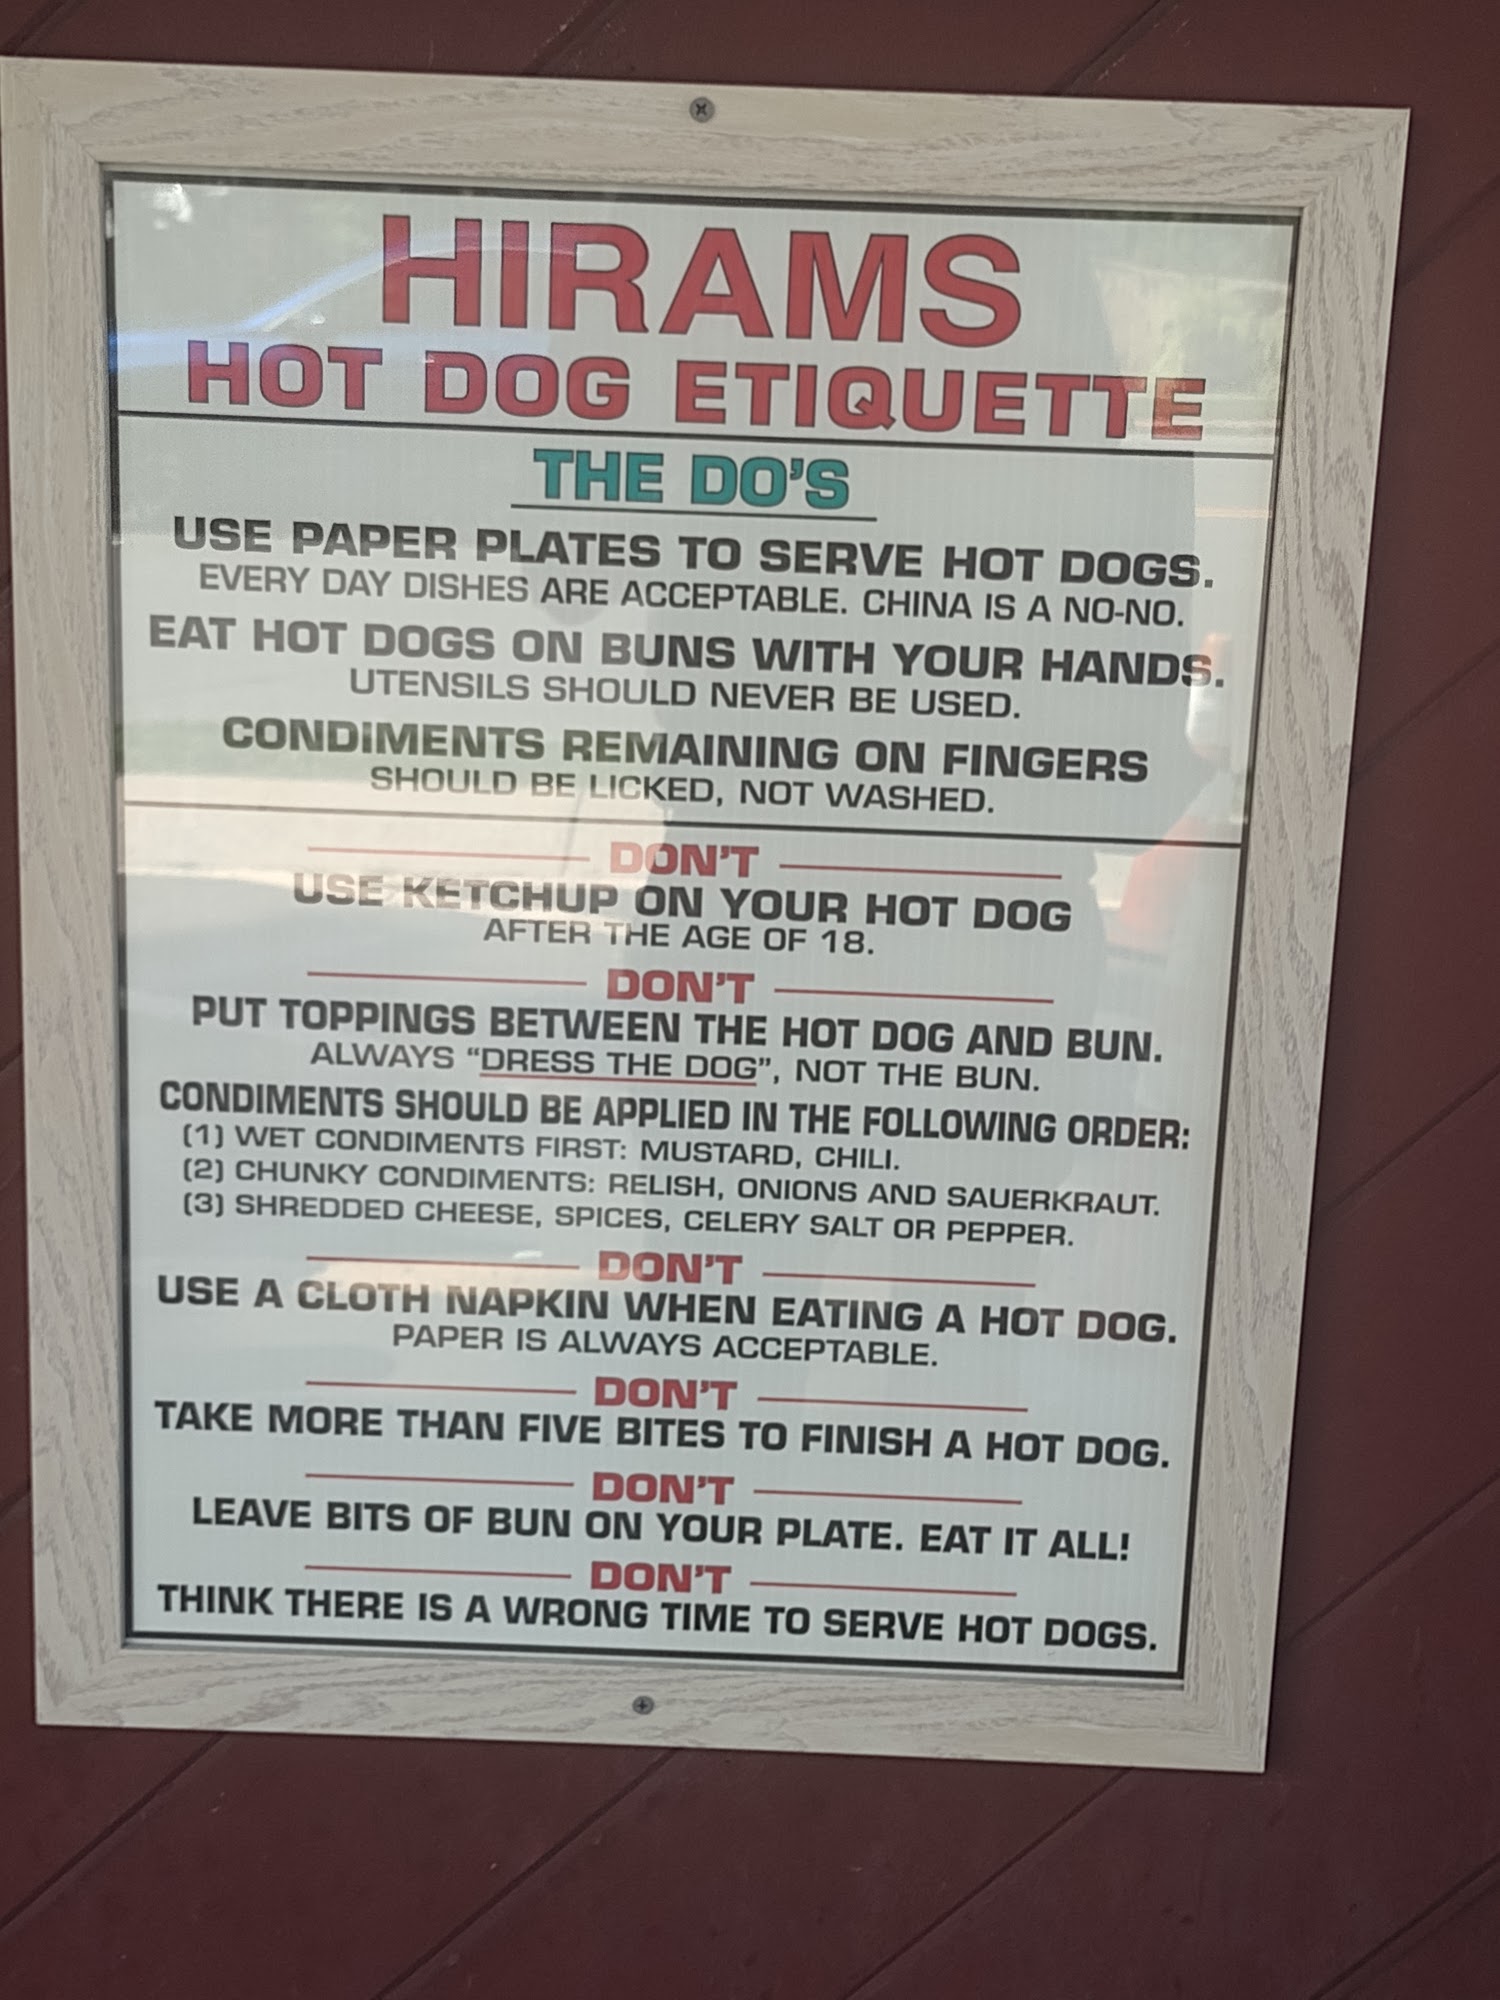 HIRAMS
HOT DOG ETIQUETTE
THE DO'S
USE PAPER PLATES TO SERVE HOT DOGS.
EVERY DAY DISHES ARE ACCEPTABLE. CHINA IS A NO-NO.
EAT HOT DOGS ON BUNS WITH YOUR HANDS.
UTENSILS SHOULD NEVER BE USED.
CONDIMENTS REMAINING ON FINGERS
SHOULD BE LICKED, NOT WASHED.
DON'T
USE KETCHUP ON YOUR HOT DOG
AFTER THE AGE OF 18.
DON'T
PUT TOPPINGS BETWEEN THE HOT DOG AND BUN.
ALWAYS "DRESS THE DOG", NOT THE BUN.
CONDIMENTS SHOULD BE APPLIED IN THE FOLLOWING ORDER:
(1) WET CONDIMENTS FIRST: MUSTARD, CHILI.
(2) CHUNKY CONDIMENTS: RELISH, ONIONS AND SAUERKRAUT.
(3) SHREDDED CHEESE, SPICES, CELERY SALT OR PEPPER.
DON'T
USE A CLOTH NAPKIN WHEN EATING A HOT DOG.
PAPER IS ALWAYS ACCEPTABLE.
DON'T
TAKE MORE THAN FIVE BITES TO FINISH A HOT DOG.
DON'T
LEAVE BITS OF BUN ON YOUR PLATE. EAT IT ALL!
DON'T
THINK THERE IS A WRONG TIME TO SERVE HOT DOGS.